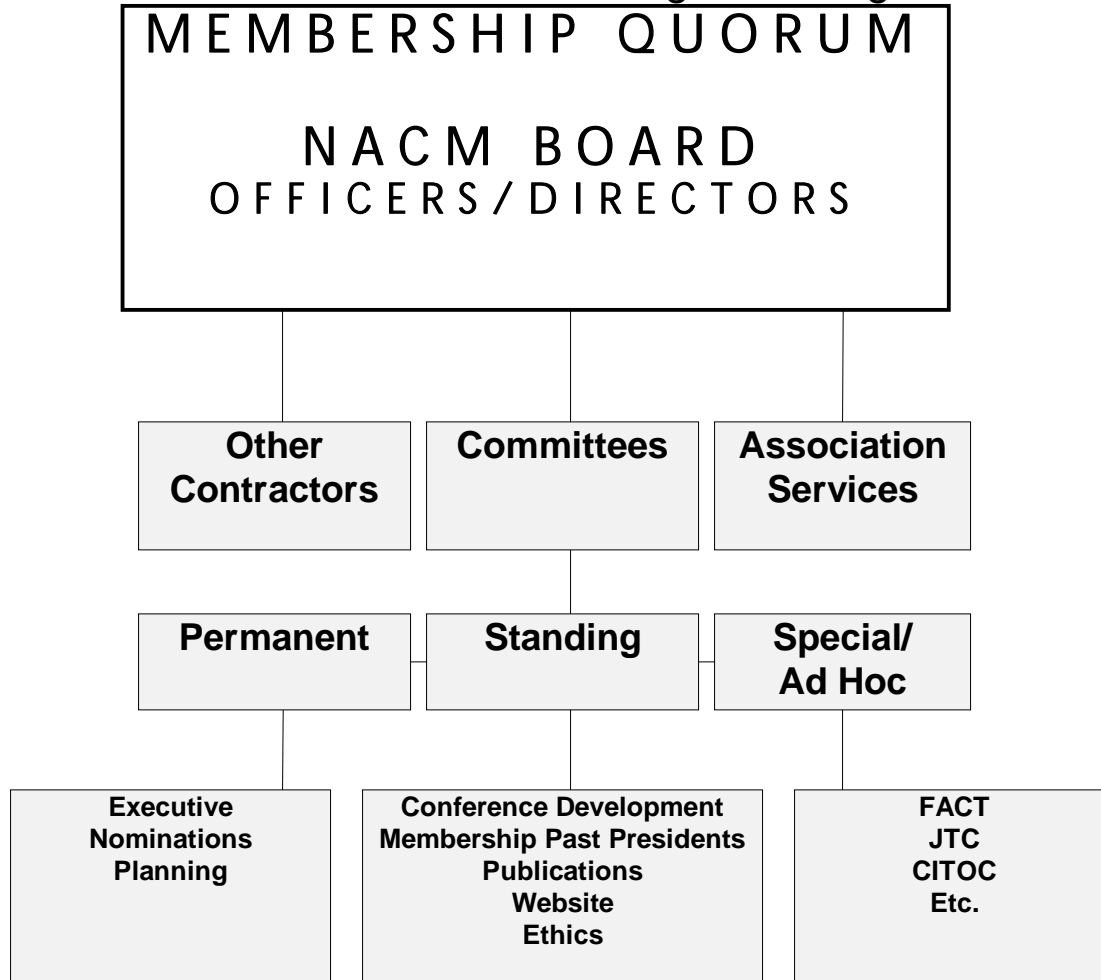 MEMBERSHIP QUORUM
NACM BOARD
OFFICERS/DIRECTORS
Other
Contractors
Committees
Association
Services
Permanent
Standing
Special/
Ad Hoc
Executive
Nominations
Planning
Conference Development
Membership Past Presidents
Publications
Website
Ethics
FACT
JTC
CITOC
Etc.